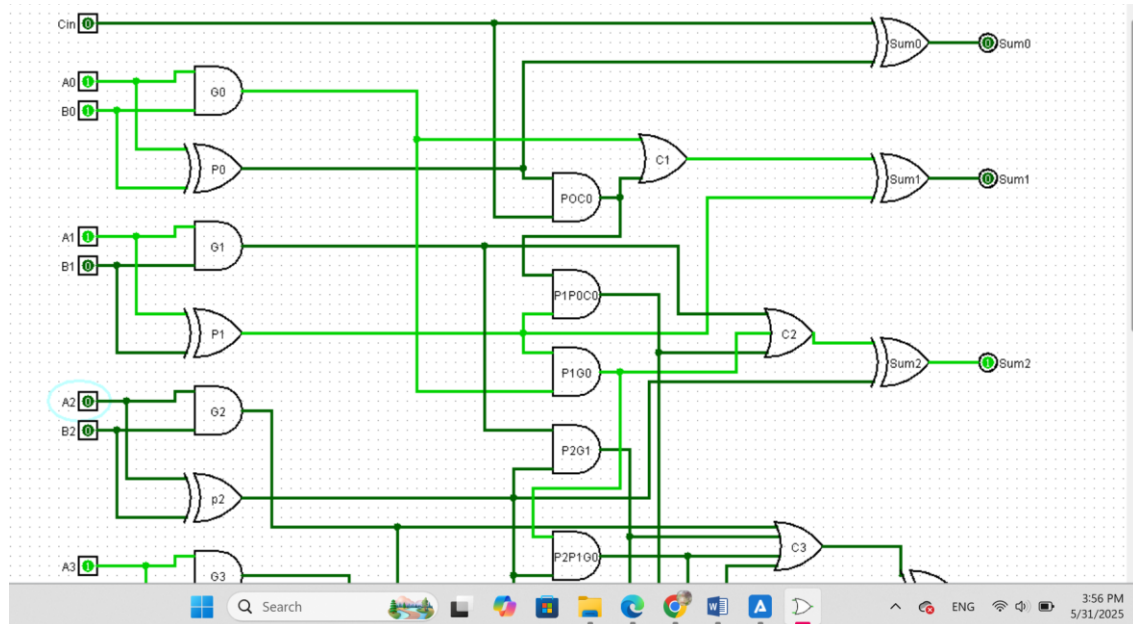 Cin 0
Sum0 0 Sum0
A0 1
G0
B0 1
C1
P0
Sum1 0 Sum1
POC0
A1 1
G1
B1 0
P1P0C0
P1
C2
Sum2 1 Sum2
P1G0
A2 0
G2
B2 0
P2G1
p2
C3
P2P1G0
A3 1
G3
Search
ENG
3:56 PM
5/31/2025